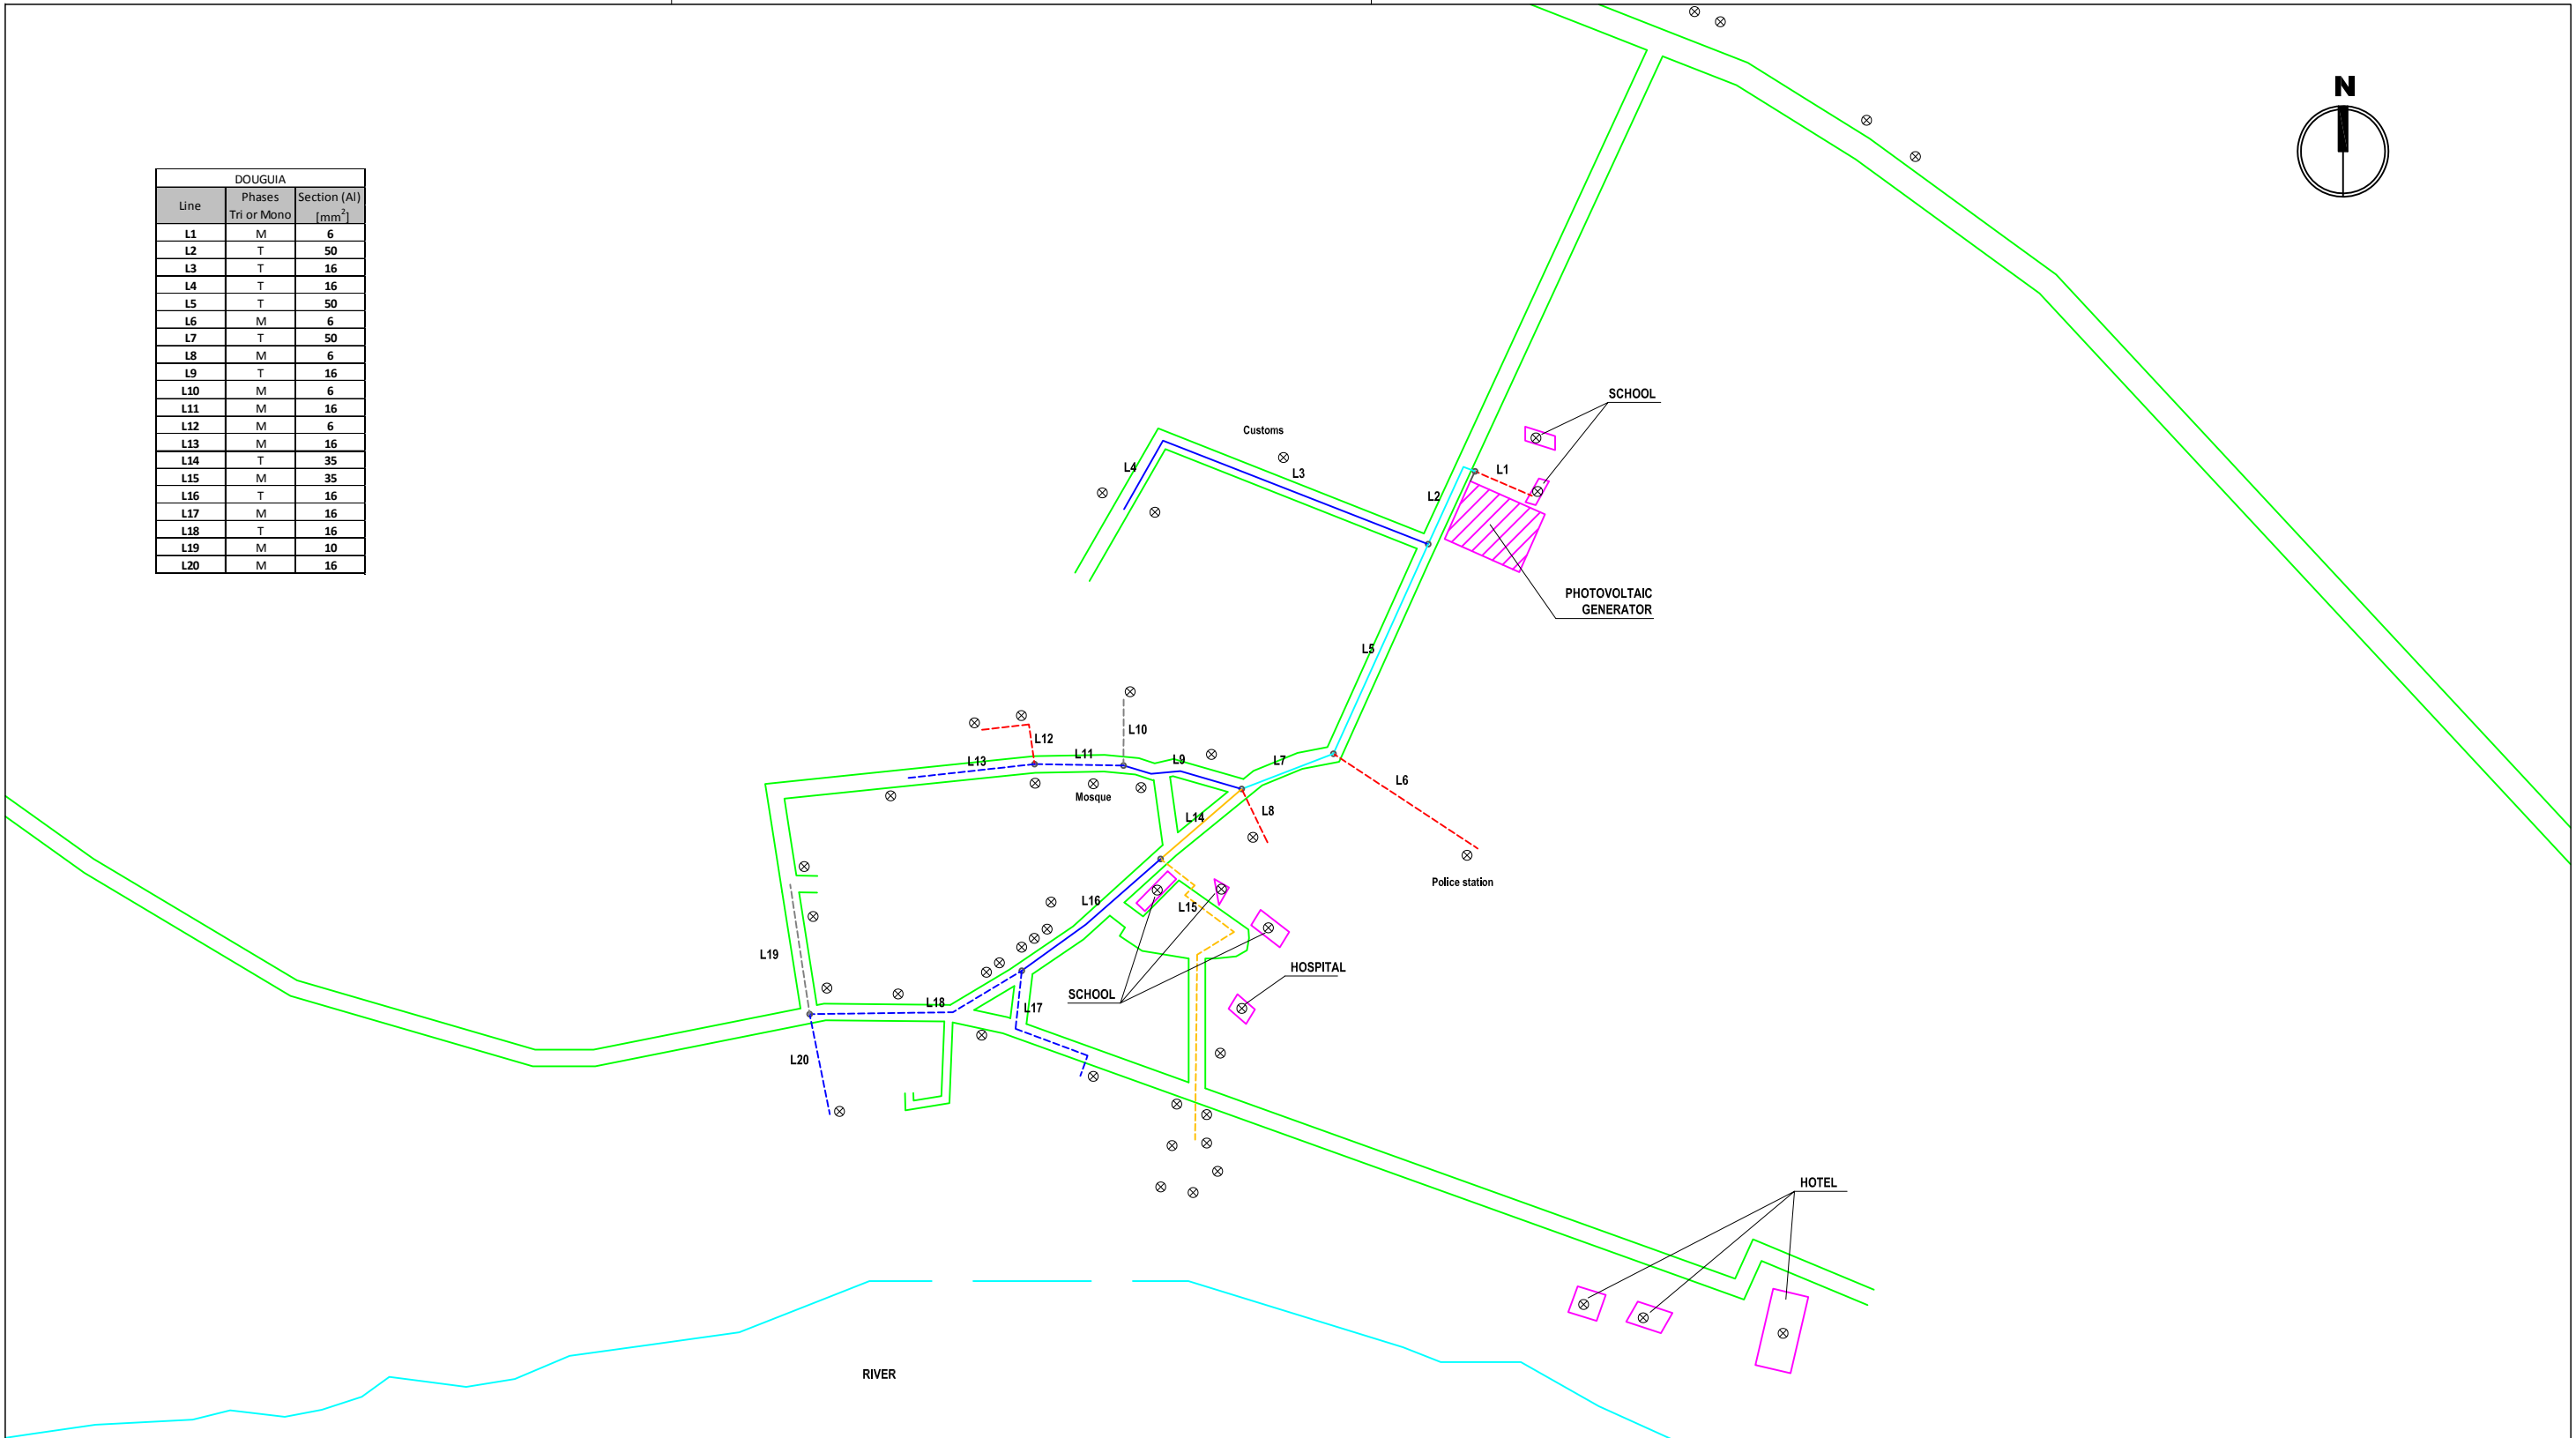 N
DOUGUIA
Line Phases Section (Al)
Tri or Mono [mm²]
L1 M 6
L2 T 50
L3 T 16
L4 T 16
L5 T 50
L6 M 6
L7 T 50
L8 M 6
L9 T 16
L10 M 6
L11 M 16
L12 M 6
L13 M 16
L14 T 35
L15 M 35
L16 T 16
L17 M 16
L18 T 16
L19 M 10
L20 M 16
SCHOOL
Customs
L4
L3
L1
L2
PHOTOVOLTAIC
GENERATOR
L5
L10
L12
L11
L9
L13
L7
L6
Mosque
L8
L14
Police station
L16
L15
L19
HOSPITAL
SCHOOL
L18
L17
L20
HOTEL
RIVER